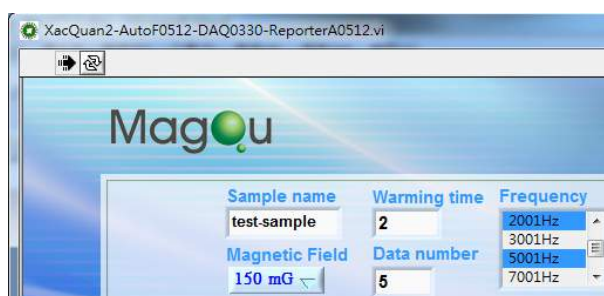 XacQuan2-AutoF0512-DAQ0330-ReporterA0512.vi
MagQu
Sample name Warming time Frequency
test-sample 2 2001Hz
3001Hz
Magnetic Field Data number 5001Hz
150 mG 5 7001Hz